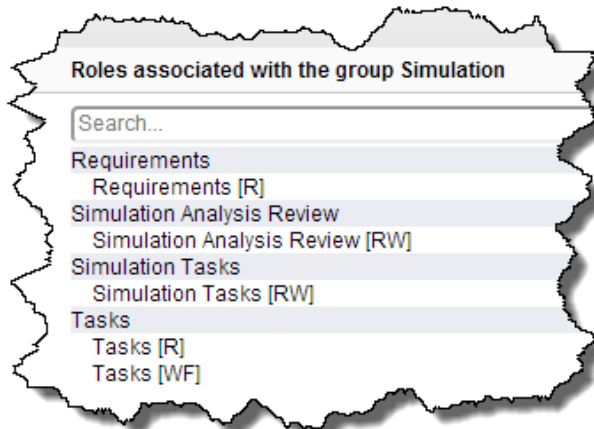 Roles associated with the group Simulation
Search...
Requirements
Requirements [R]
Simulation Analysis Review
Simulation Analysis Review [RW]
Simulation Tasks
Simulation Tasks [RW]
Tasks
Tasks [R]
Tasks [WF]